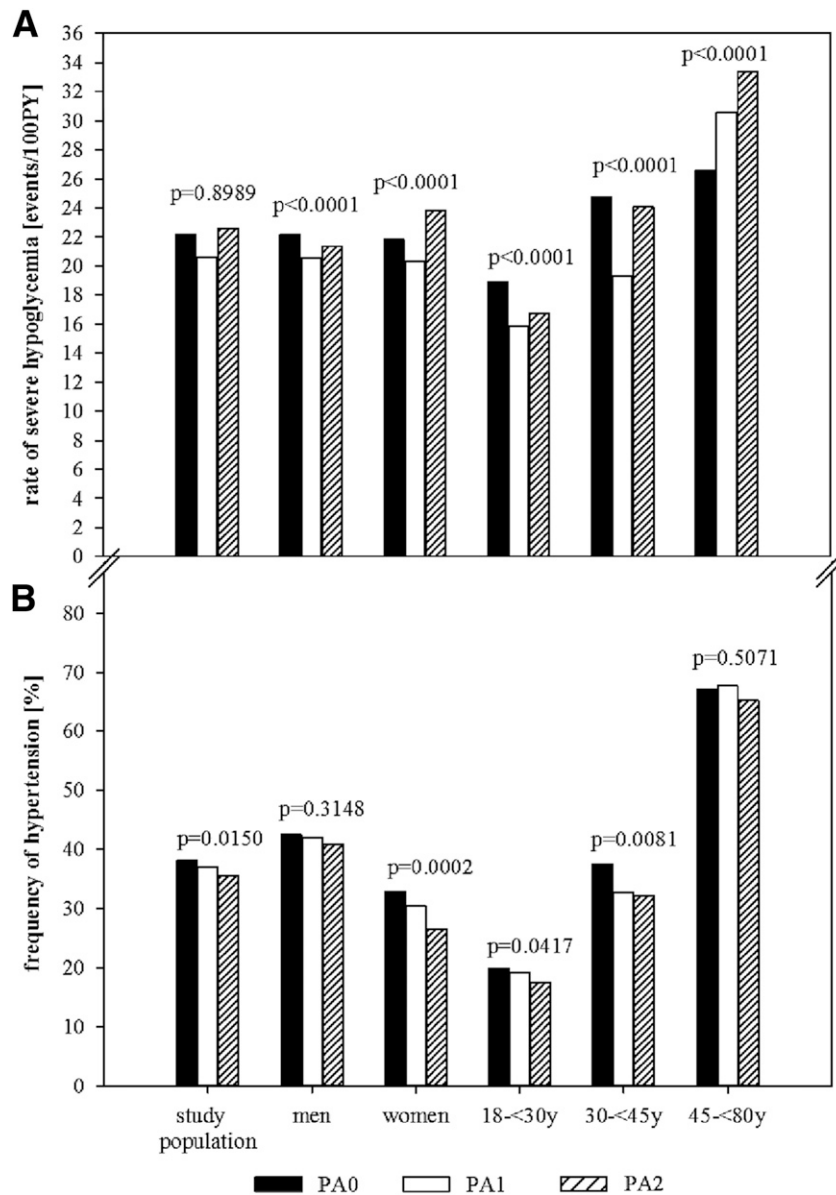 A
rate of severe hypoglycemia [events/100PY]
36
34
32
30
28
26
24
22
20
18
16
14
12
10
8
6
4
2
0
p=0.8989
p<0.0001
p<0.0001
p<0.0001
p<0.0001
p<0.0001
B
frequency of hypertension [%]
80
70
60
50
40
30
20
10
0
p=0.0150
p=0.3148
p=0.0002
p=0.0417
p=0.0081
p=0.5071
study
population
men
women
18-<30y
30-<45y
45-<80y
PA0
PA1
PA2